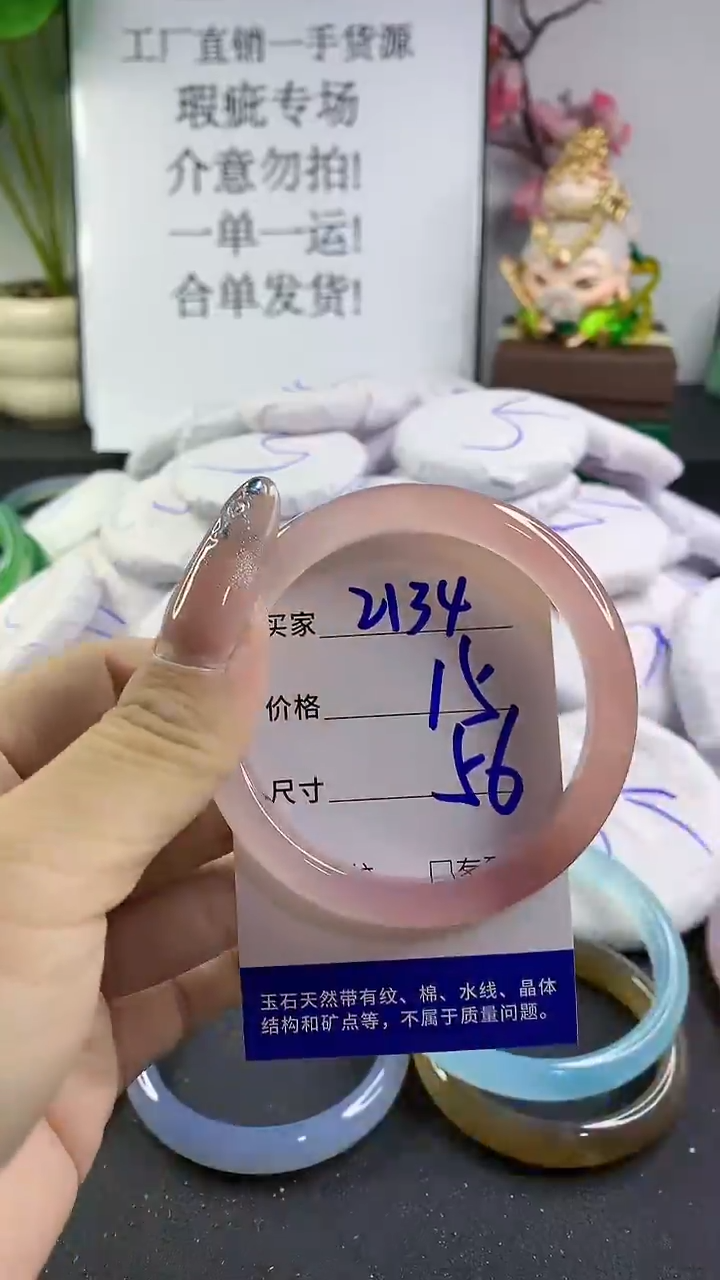 工厂直销一手货源
瑕疵专场
介意勿拍!
一单一运!
合单发货!
买家 2134
价格 15
尺寸 56
玉石天然带有纹、棉、水线、晶体
结构和矿点等，不属于质量问题。